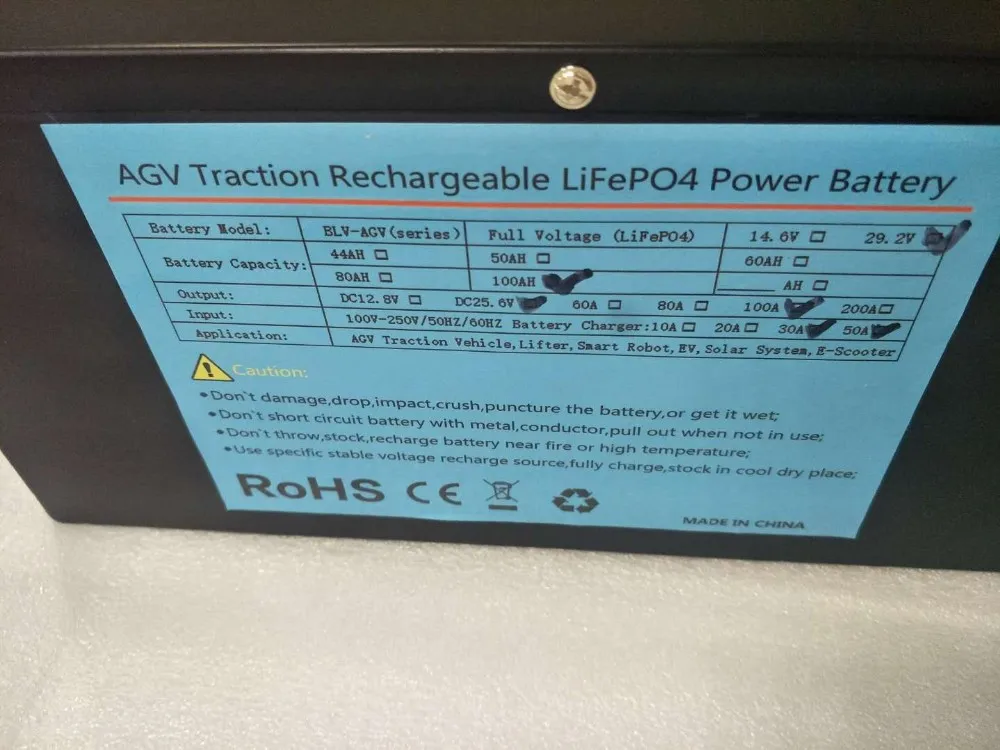 AGV Traction Rechargeable LiFePO4 Power Battery
Battery Model: BLV-AGV(series) Full Voltage (LiFePO4) 14.6V □ 29.2V ✔
Battery Capacity: 44AH □ 50AH □ 60AH □
80AH □ 100AH ✔ ______ AH □
Output: DC12.8V □ DC25.6V ✔ 60A □ 80A □ 100A ✔ 200A□
Input: 100V-250V/50HZ/60HZ Battery Charger:10A□ 20A □ 30A✔ 50A✔
Application: AGV Traction Vehicle,Lifter,Smart Robot,EV,Solar System,E-Scooter
Caution:
•Don`t damage,drop,impact,crush,puncture the battery,or get it wet;
•Don`t short circuit battery with metal,conductor,pull out when not in use;
•Don`t throw,stock,recharge battery near fire or high temperature;
•Use specific stable voltage recharge source,fully charge,stock in cool dry place;
RoHS CE
MADE IN CHINA